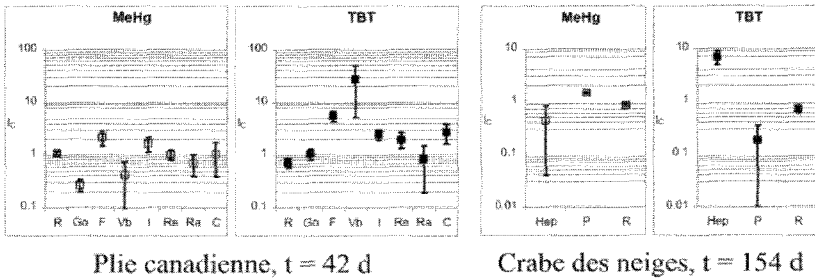 MeHg TBT MeHg TBT
100 100 10 10
10 10 1 1
1 1 0.1 0.1
0.1 0.1 0.01 0.01
Ic Ic Ic Ic
R Go F Vb I Re Ra C R Go F Vb I Re Ra C Hep P R Hep P R
Plie canadienne, t = 42 d Crabe des neiges, t = 154 d